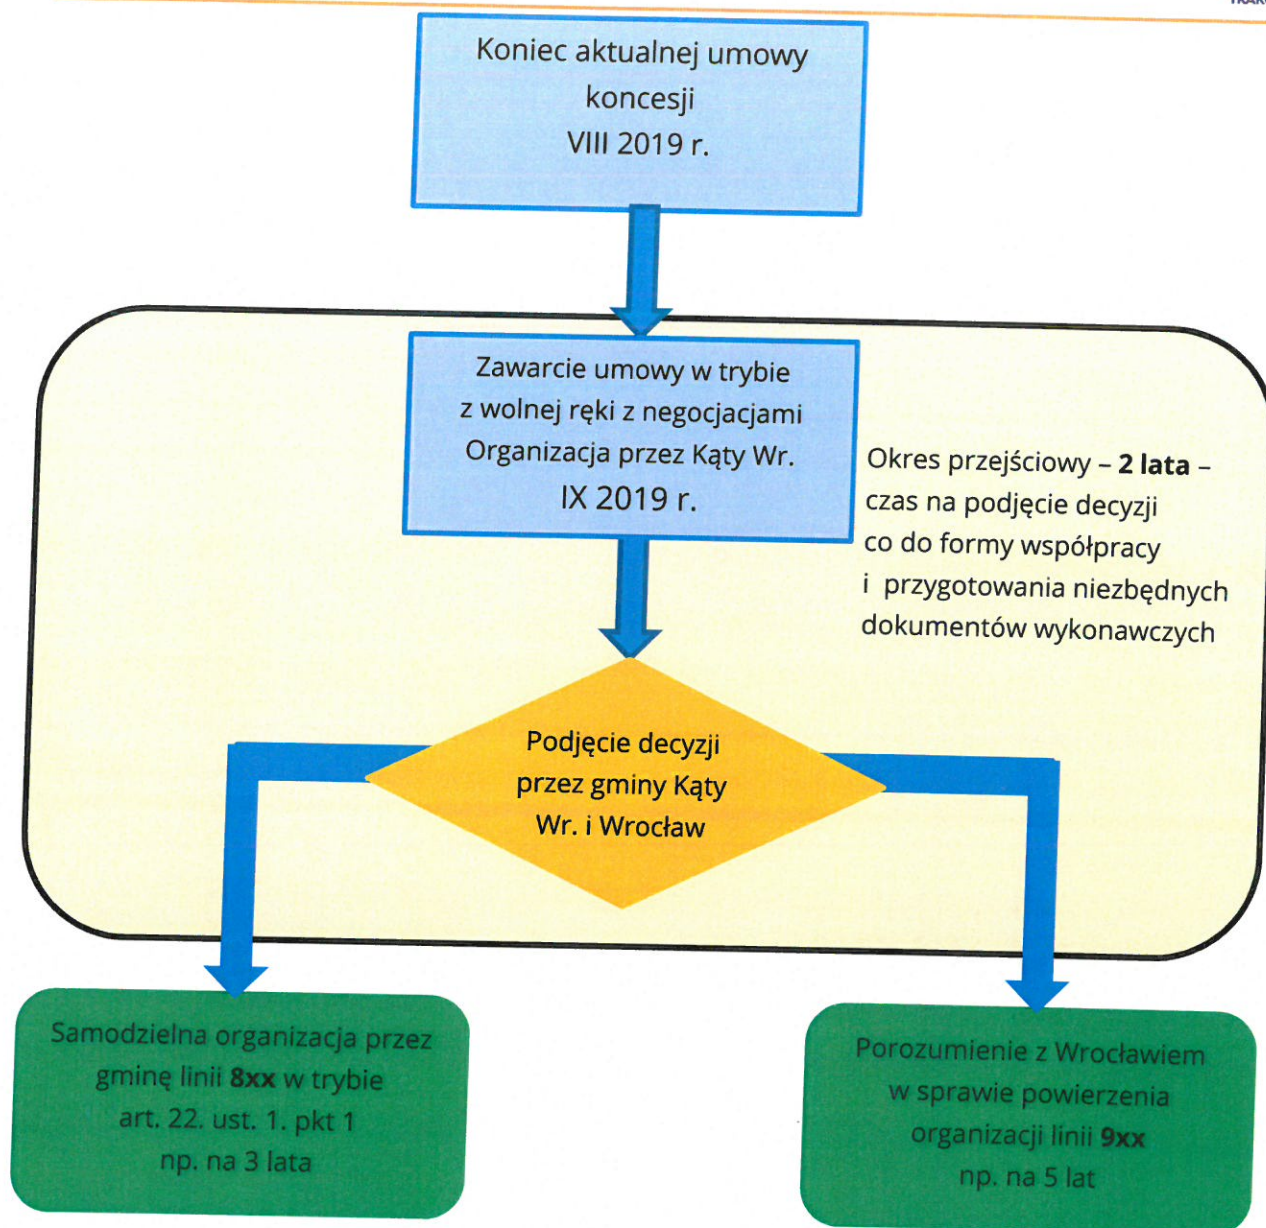 Koniec aktualnej umowy
koncesji
VIII 2019 r.
Zawarcie umowy w trybie
z wolnej ręki z negocjacjami
Organizacja przez Kąty Wr.
IX 2019 r.
Okres przejściowy – 2 lata –
czas na podjęcie decyzji
co do formy współpracy
i przygotowania niezbędnych
dokumentów wykonawczych
Podjęcie decyzji
przez gminy Kąty
Wr. i Wrocław
Samodzielna organizacja przez
gminę linii 8xx w trybie
art. 22. ust. 1. pkt 1
np. na 3 lata
Porozumienie z Wrocławiem
w sprawie powierzenia
organizacji linii 9xx
np. na 5 lat